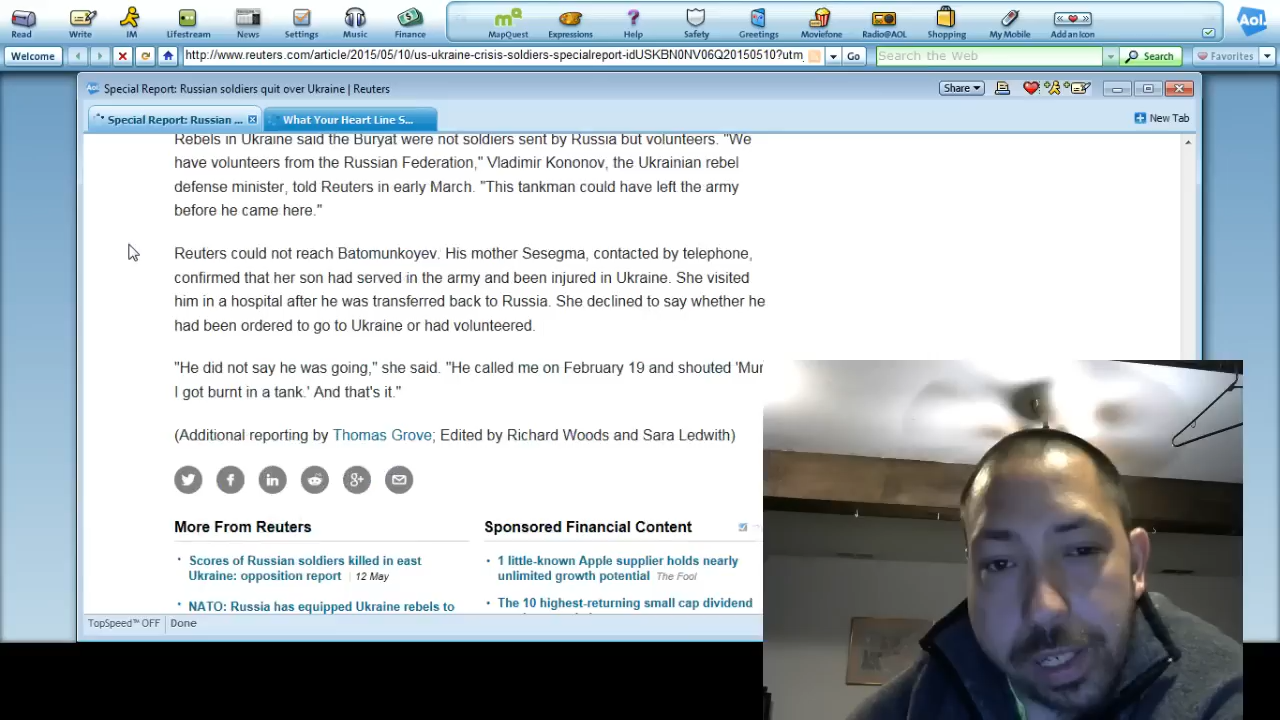 Read Write IM Lifestream News Settings Music Finance MapQuest Expressions Help Safety Greetings Moviefone Radio@AOL Shopping My Mobile Add an Icon Aol.
Welcome http://www.reuters.com/article/2015/05/10/us-ukraine-crisis-soldiers-specialreport-idUSKBN0NV06Q20150510?utm_ Go Search the Web Search Favorites
Special Report: Russian soldiers quit over Ukraine | Reuters Share
Special Report: Russian ... What Your Heart Line S... New Tab
Rebels in Ukraine said the Buryat were not soldiers sent by Russia but volunteers. "We
have volunteers from the Russian Federation," Vladimir Kononov, the Ukrainian rebel
defense minister, told Reuters in early March. "This tankman could have left the army
before he came here."
Reuters could not reach Batomunkoyev. His mother Sesegma, contacted by telephone,
confirmed that her son had served in the army and been injured in Ukraine. She visited
him in a hospital after he was transferred back to Russia. She declined to say whether he
had been ordered to go to Ukraine or had volunteered.
"He did not say he was going," she said. "He called me on February 19 and shouted 'Mum
I got burnt in a tank.' And that's it."
(Additional reporting by Thomas Grove; Edited by Richard Woods and Sara Ledwith)
More From Reuters
Scores of Russian soldiers killed in east
Ukraine: opposition report | 12 May
NATO: Russia has equipped Ukraine rebels to
Sponsored Financial Content
1 little-known Apple supplier holds nearly
unlimited growth potential The Fool
The 10 highest-returning small cap dividend
TopSpeed™ OFF Done